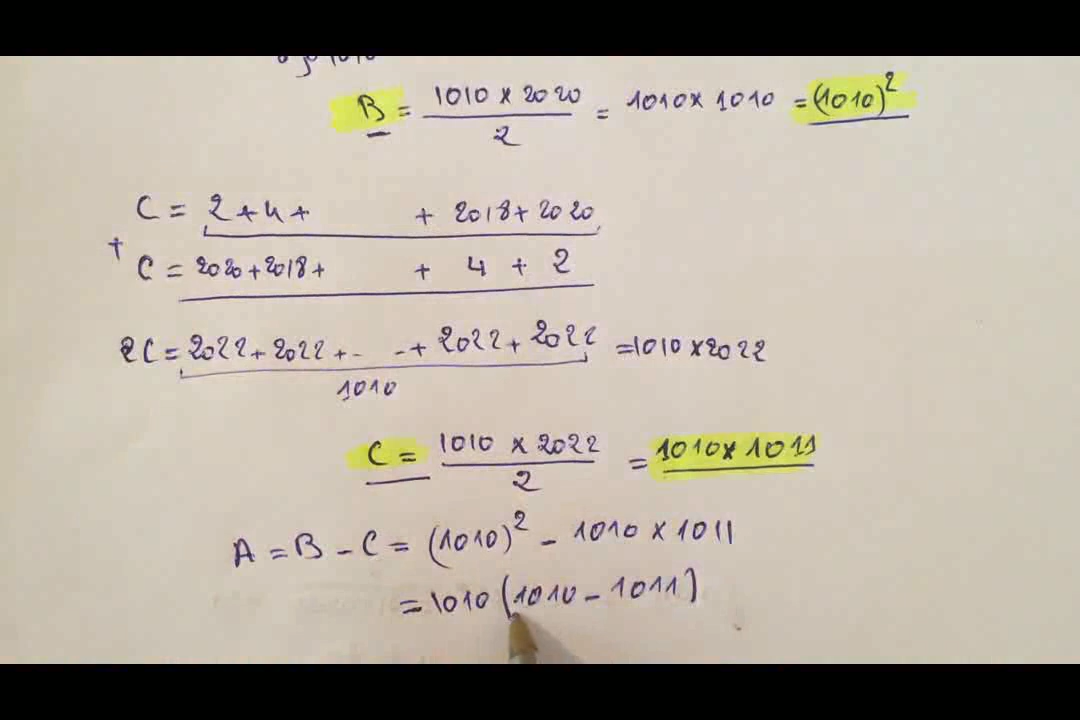 B = 1010 × 2020 / 2 = 1010 × 1010 = (1010)²
C = 2 + 4 + + 2018 + 2020
+
C = 2020 + 2018 + + 4 + 2
2C = 2022 + 2022 + - - + 2022 + 2022 = 1010 × 2022
1010
C = 1010 × 2022 / 2 = 1010 × 1011
A = B - C = (1010)² - 1010 × 1011
= 1010 (1010 - 1011)